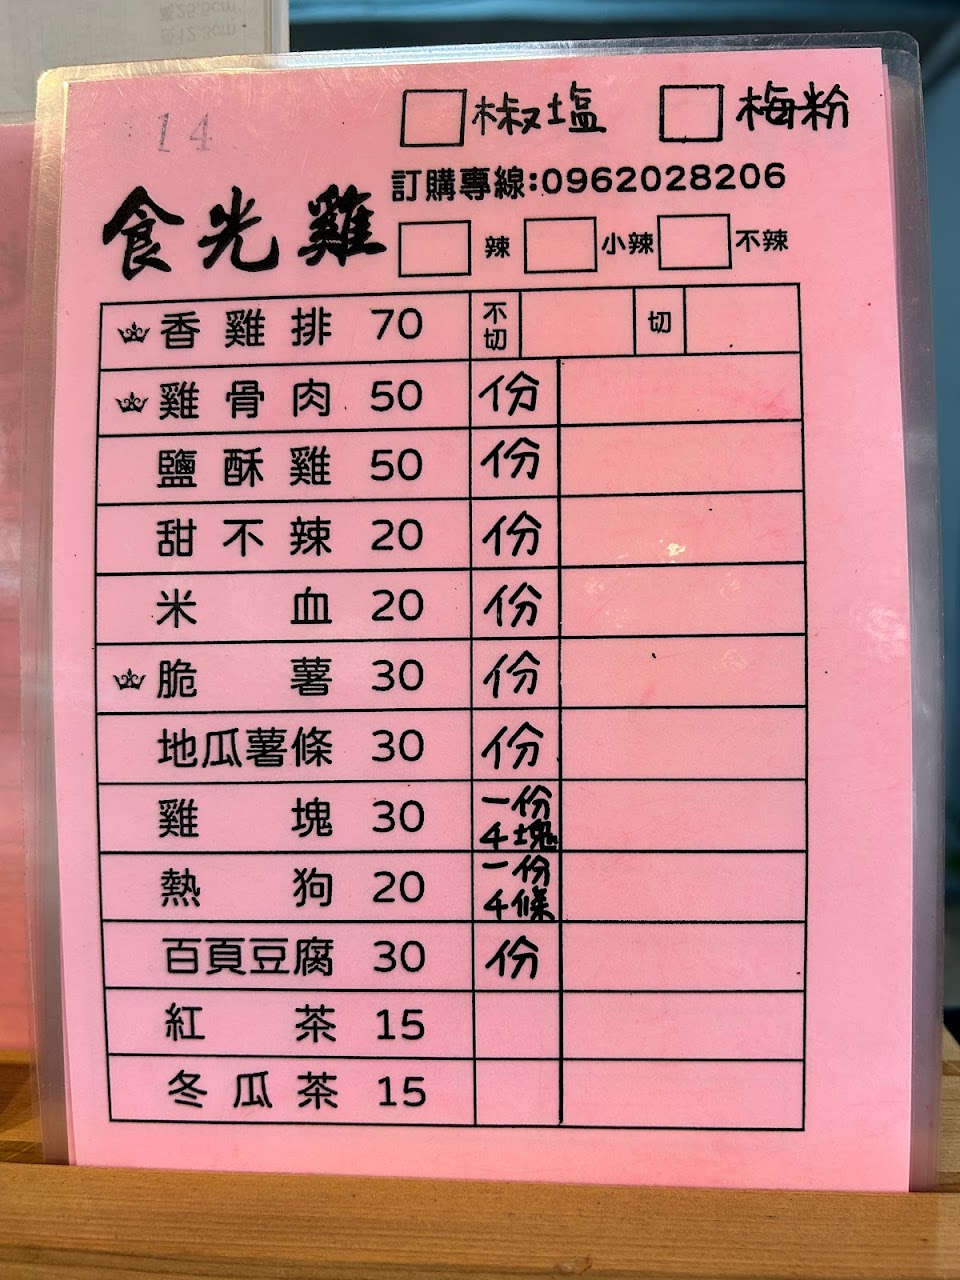 14
椒塩 梅粉
訂購專線:0962028206
食光雞
辣 小辣 不辣
香雞排 70 不切 切
雞骨肉 50 份
鹽酥雞 50 份
甜不辣 20 份
米血 20 份
脆薯 30 份
地瓜薯條 30 份
雞塊 30 一份4塊
熱狗 20 一份4條
百頁豆腐 30 份
紅茶 15
冬瓜茶 15